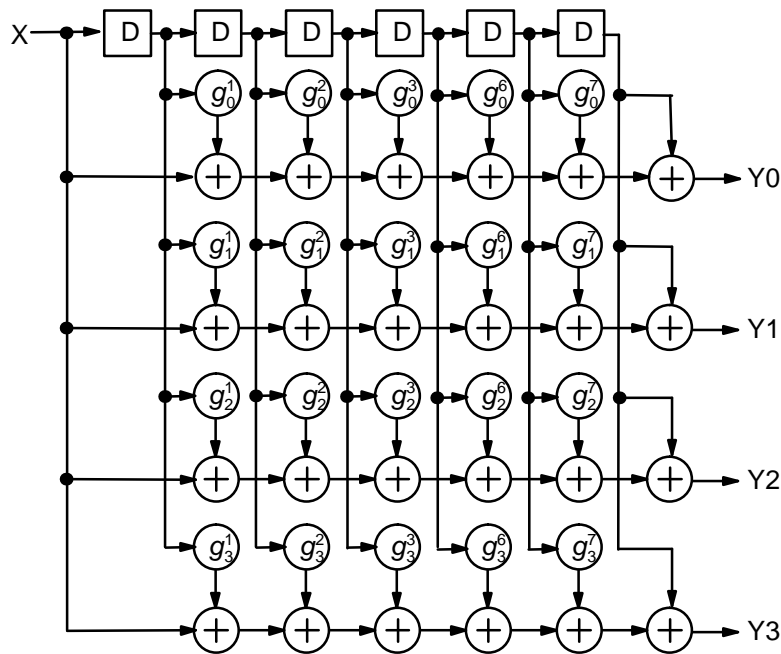 X D D D D D D
g₀¹ g₀² g₀³ g₀⁶ g₀⁷
+ + + + + + Y0
g₁¹ g₁² g₁³ g₁⁶ g₁⁷
+ + + + + + Y1
g₂¹ g₂² g₂³ g₂⁶ g₂⁷
+ + + + + + Y2
g₃¹ g₃² g₃³ g₃⁶ g₃⁷
+ + + + + + Y3